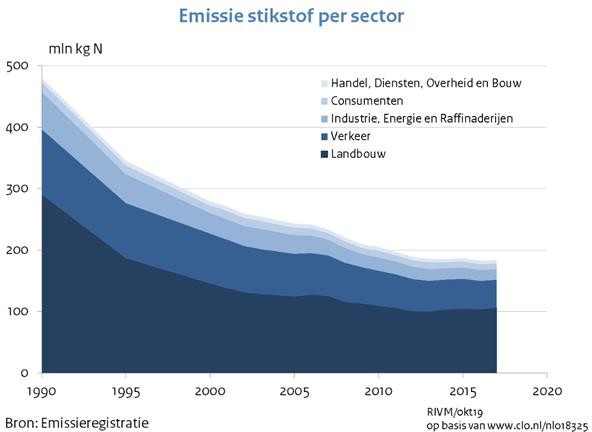 Emissie stikstof per sector
mln kg N
500
400
300
200
100
0
Handel, Diensten, Overheid en Bouw
Consumenten
Industrie, Energie en Raffinaderijen
Verkeer
Landbouw
1990 1995 2000 2005 2010 2015 2020
Bron: Emissieregistratie
RIVM/okt19
op basis van www.clo.nl/nl018325